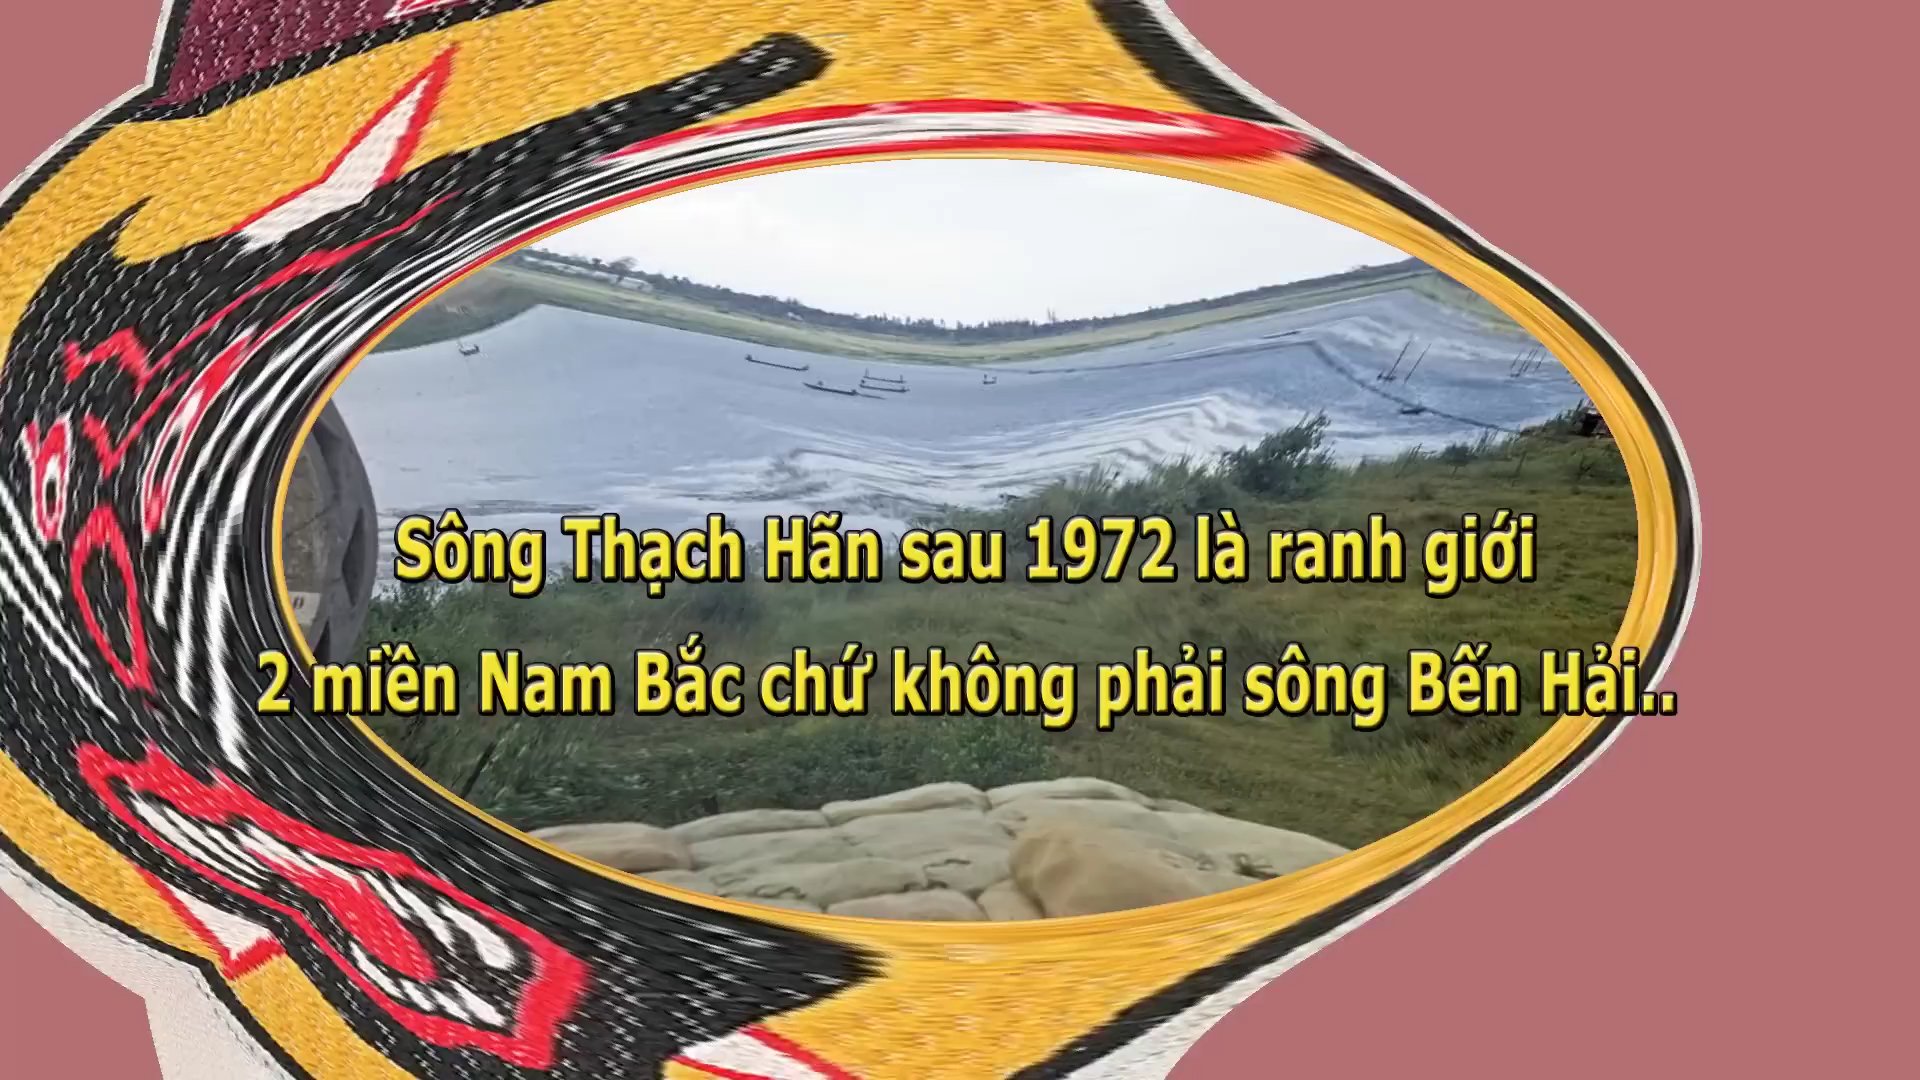 Sông Thạch Hãn sau 1972 là ranh giới
2 miền Nam Bắc chứ không phải sông Bến Hải..